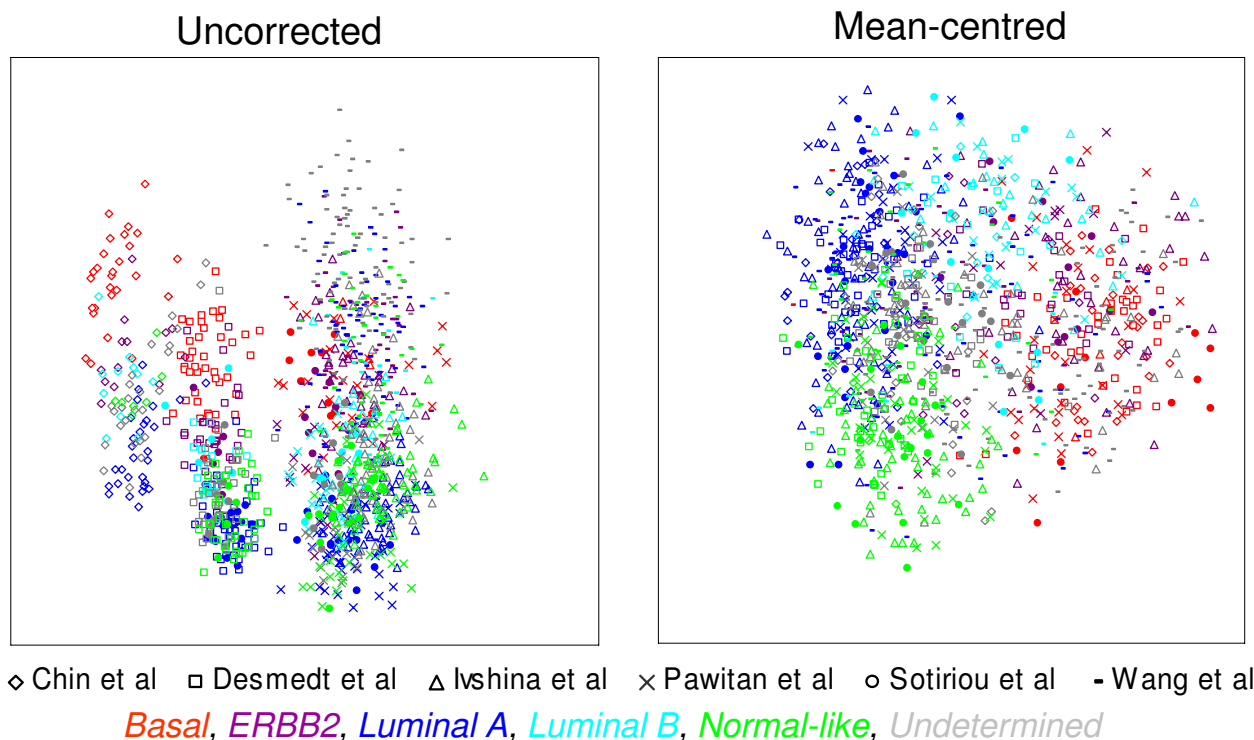 Uncorrected
Mean-centred
Chin et al Desmedt et al Ivshina et al Pawitan et al Sotiriou et al Wang et al
Basal, ERBB2, Luminal A, Luminal B, Normal-like, Undetermined